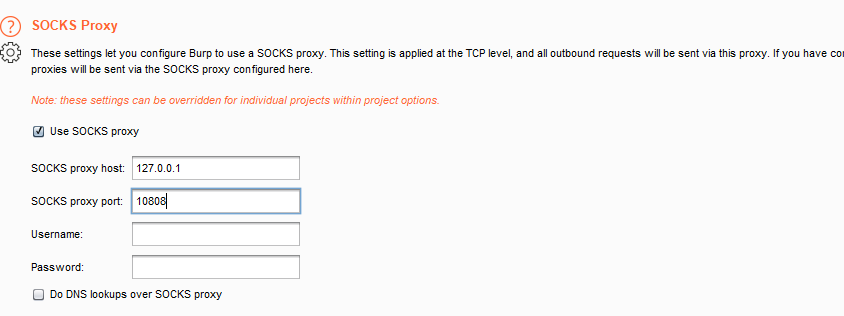 SOCKS Proxy
These settings let you configure Burp to use a SOCKS proxy. This setting is applied at the TCP level, and all outbound requests will be sent via this proxy. If you have
proxies will be sent via the SOCKS proxy configured here.
Note: these settings can be overridden for individual projects within project options.
Use SOCKS proxy
SOCKS proxy host: 127.0.0.1
SOCKS proxy port: 10808
Username:
Password:
Do DNS lookups over SOCKS proxy